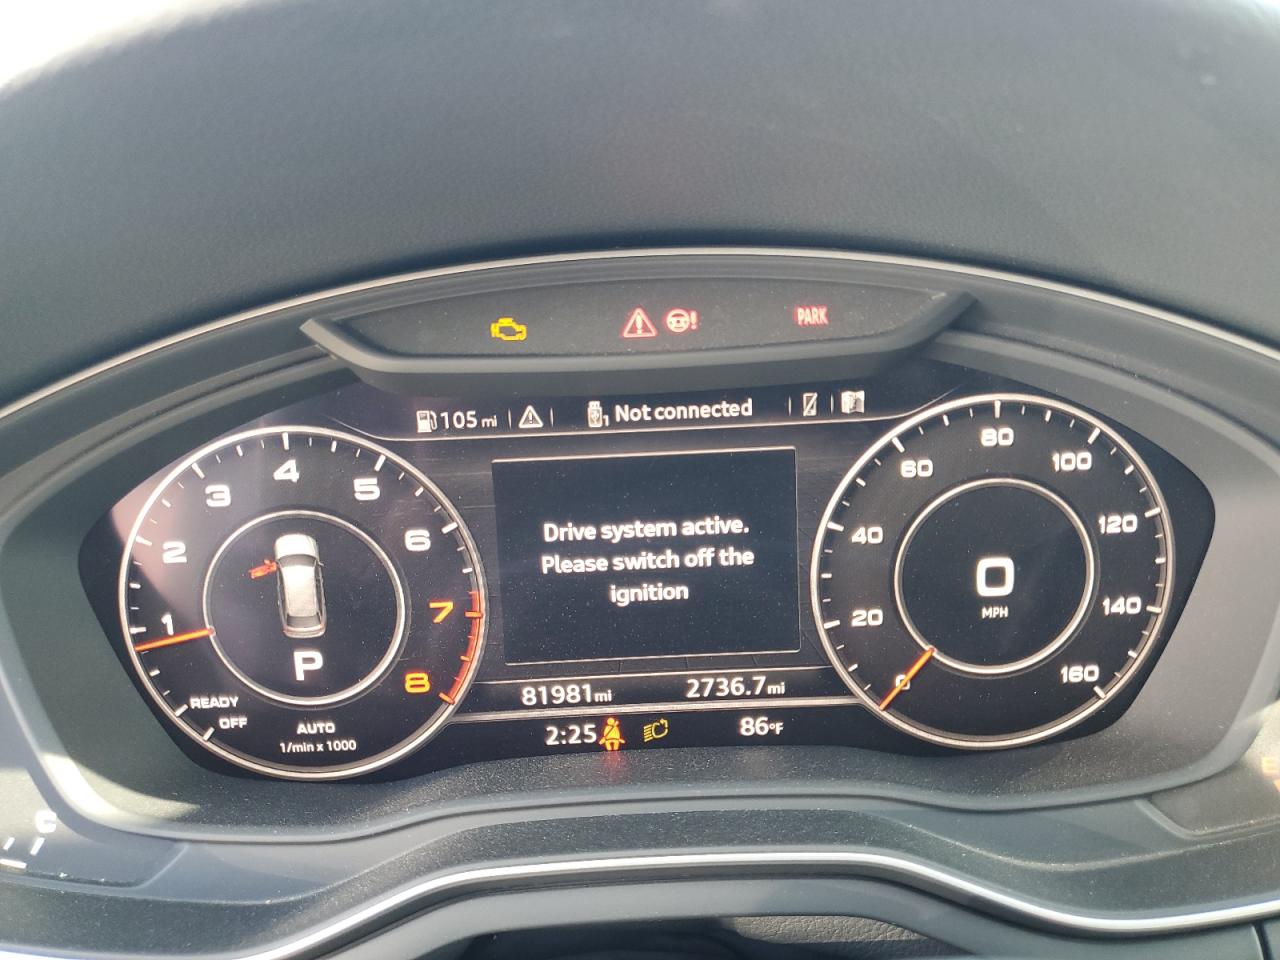 PARK
105 mi
1 Not connected
80
60
100
4
3
5
40
120
2
6
Drive system active.
Please switch off the
ignition
0
MPH
20
140
1
7
P
8
0
160
READY
OFF
AUTO
1/min x 1000
81981 mi
2736.7 mi
2:25
86°F